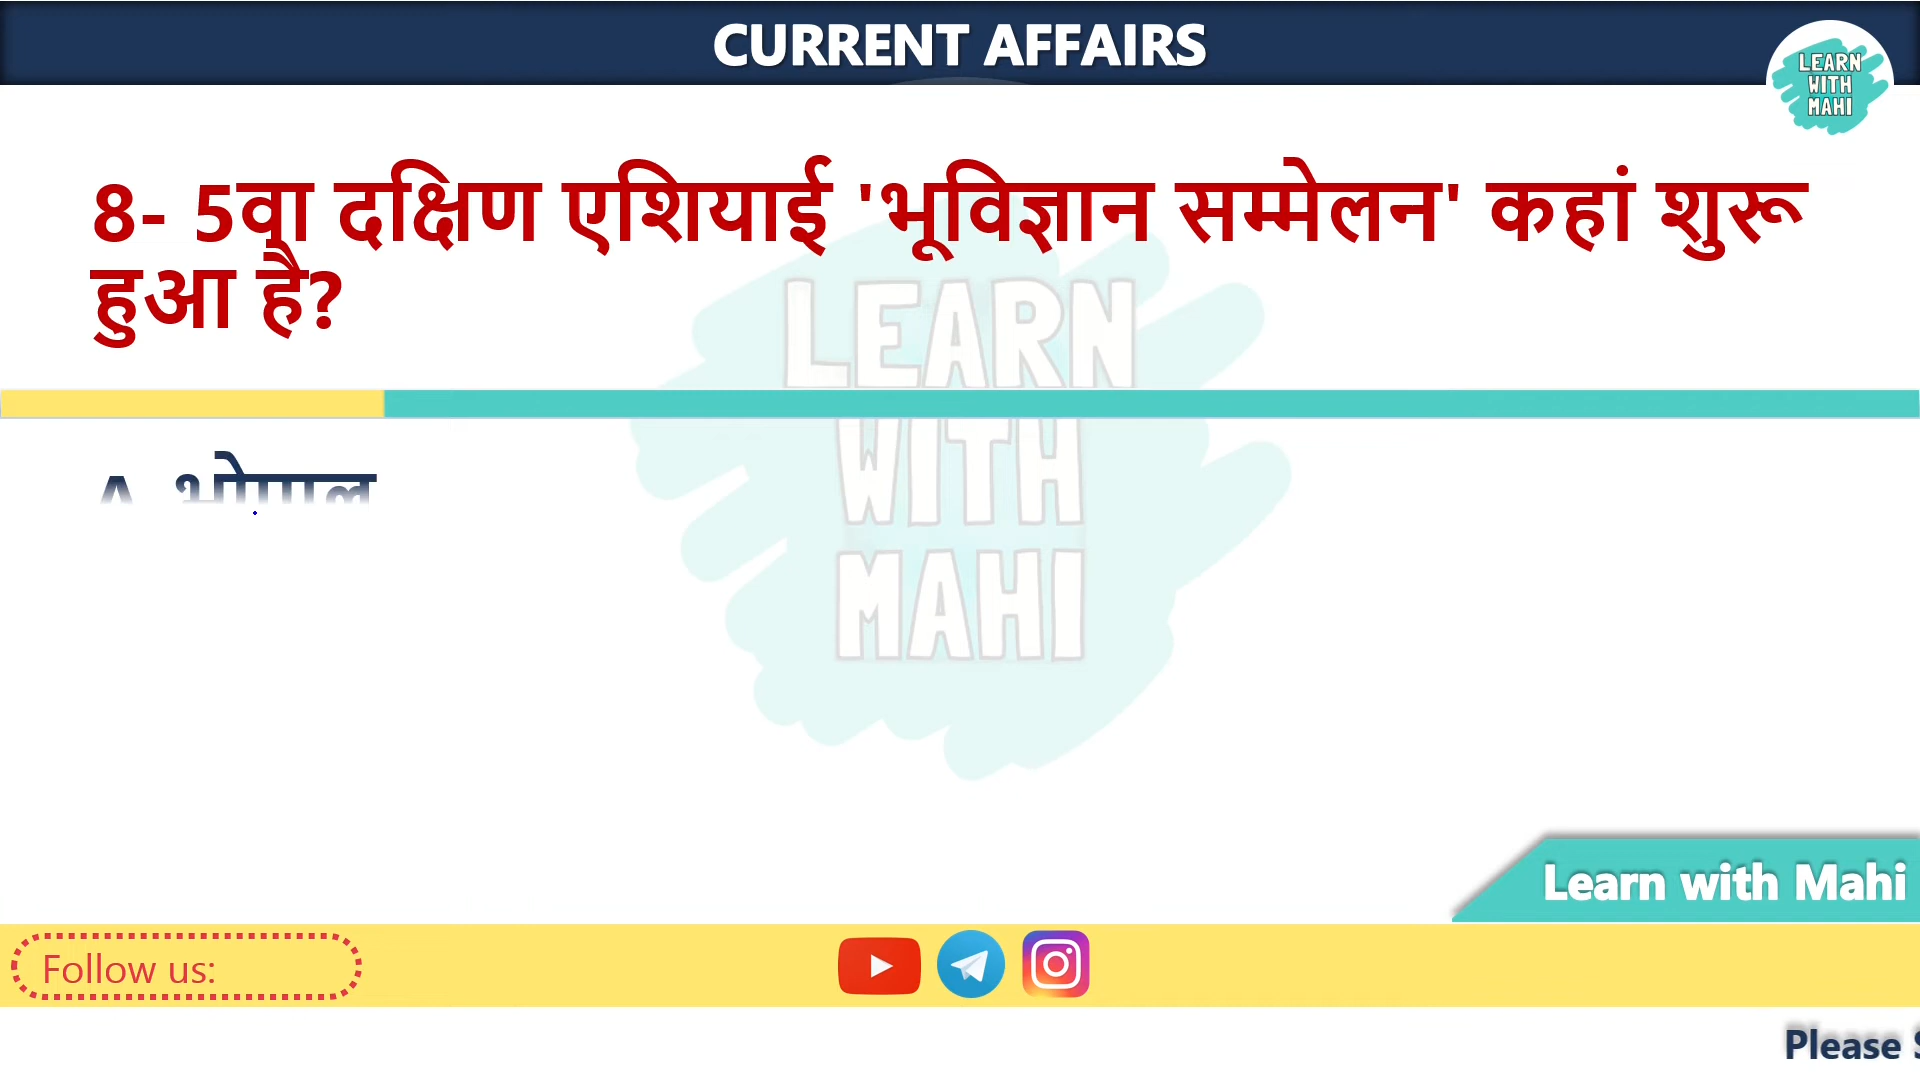 CURRENT AFFAIRS
LEARN
WITH
MAHI
8- 5वा दक्षिण एशियाई 'भूविज्ञान सम्मेलन' कहां शुरू
हुआ है?
LEARN
WITH
MAHI
A भोपाल
Learn with Mahi
Follow us:
Please